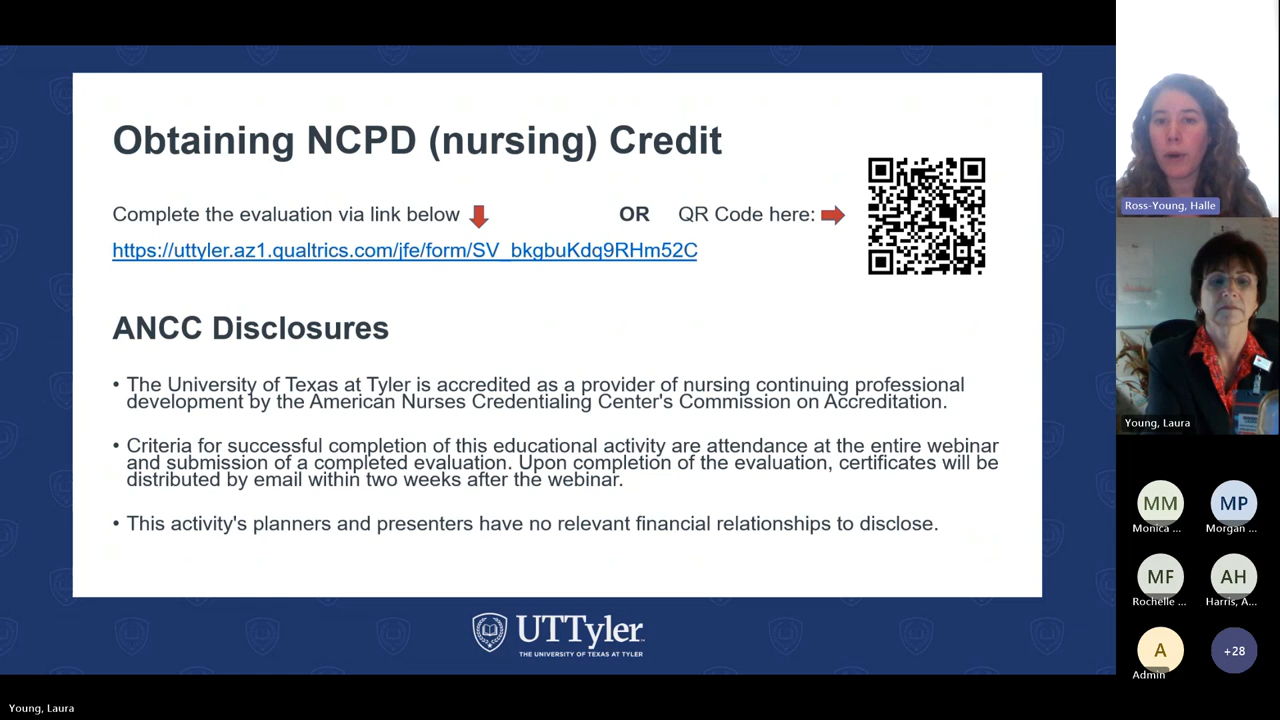 Obtaining NCPD (nursing) Credit
Complete the evaluation via link below
OR QR Code here:
https://uttyler.az1.qualtrics.com/jfe/form/SV_bkgbuKdq9RHm52C
ANCC Disclosures
• The University of Texas at Tyler is accredited as a provider of nursing continuing professional
development by the American Nurses Credentialing Center's Commission on Accreditation.
• Criteria for successful completion of this educational activity are attendance at the entire webinar
and submission of a completed evaluation. Upon completion of the evaluation, certificates will be
distributed by email within two weeks after the webinar.
• This activity's planners and presenters have no relevant financial relationships to disclose.
UTTyler
THE UNIVERSITY OF TEXAS AT TYLER
Ross-Young, Halle
Young, Laura
MM
MP
Monica ...
Morgan ...
MF
AH
Rochelle ...
Harris, A...
A
+28
Admin
Young, Laura